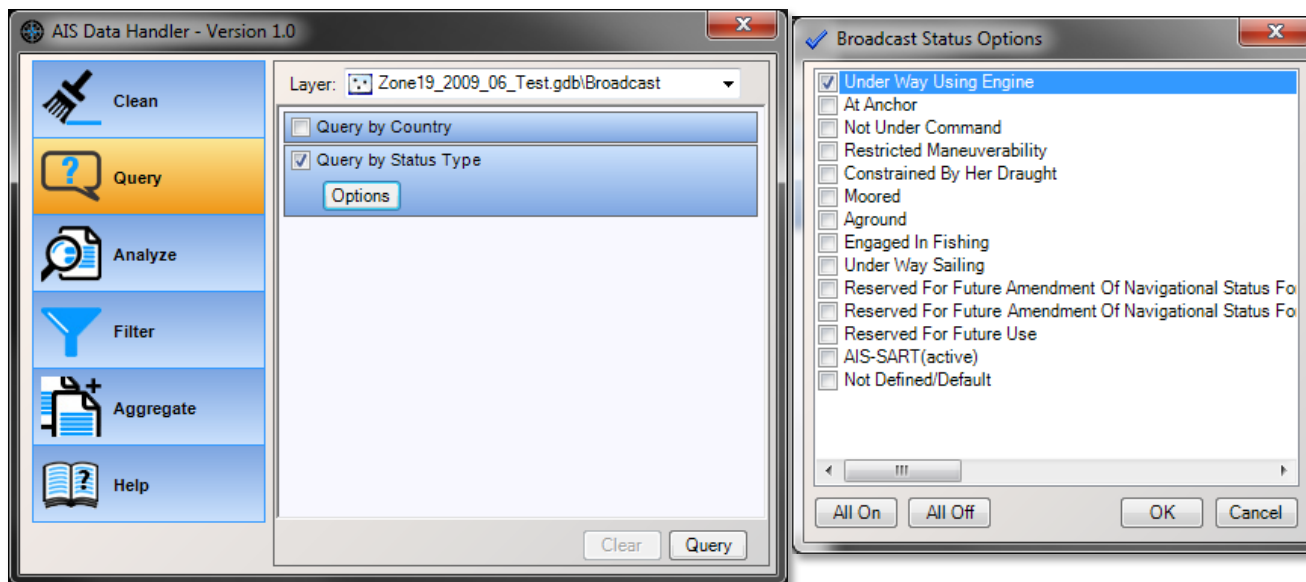 AIS Data Handler - Version 1.0
Clean
Query
Analyze
Filter
Aggregate
Help
Layer: Zone19_2009_06_Test.gdb\Broadcast
Query by Country
Query by Status Type
Options
Clear
Query
Broadcast Status Options
Under Way Using Engine
At Anchor
Not Under Command
Restricted Maneuverability
Constrained By Her Draught
Moored
Aground
Engaged In Fishing
Under Way Sailing
Reserved For Future Amendment Of Navigational Status Fo
Reserved For Future Amendment Of Navigational Status Fo
Reserved For Future Use
AIS-SART(active)
Not Defined/Default
All On
All Off
OK
Cancel